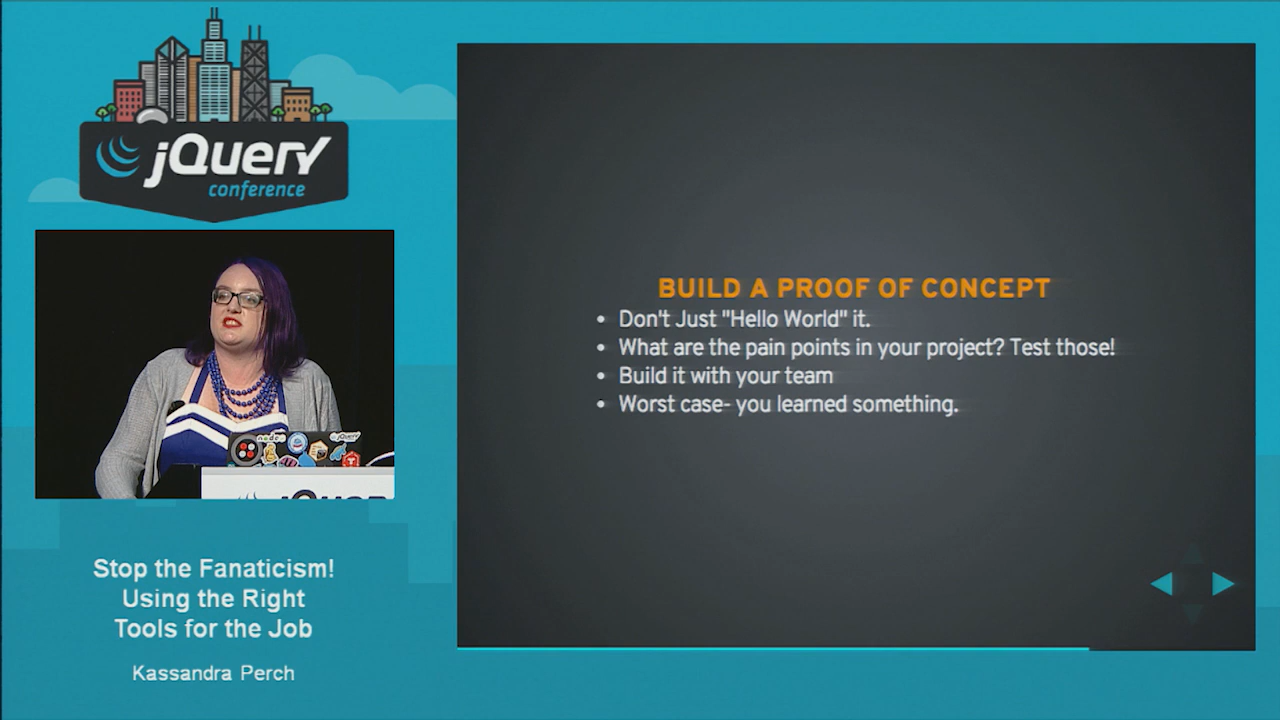 jQuery
conference
BUILD A PROOF OF CONCEPT
Don't Just "Hello World" it.
What are the pain points in your project? Test those!
Build it with your team
Worst case- you learned something.
node
jQuery
Stop the Fanaticism!
Using the Right
Tools for the Job
Kassandra Perch